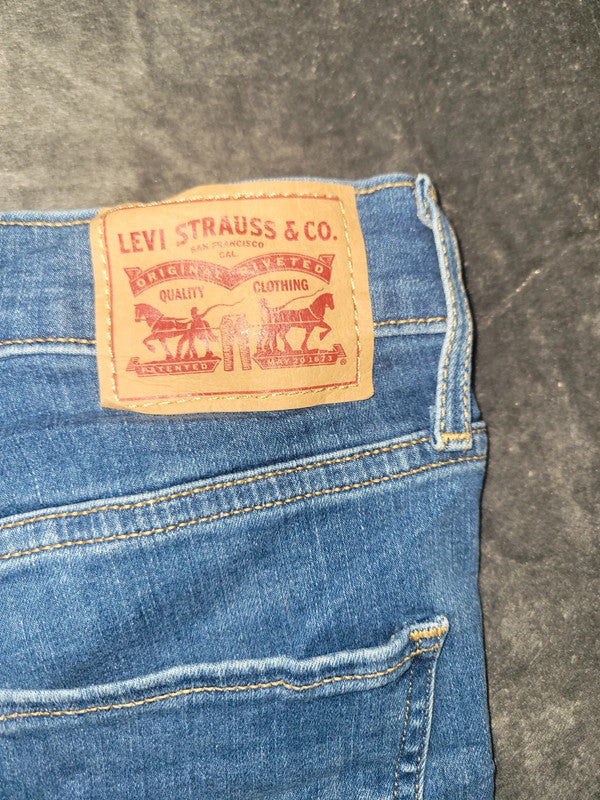 LEVI STRAUSS & CO.
SAN FRANCISCO
CAL.
ORIGINAL RIVETED
QUALITY CLOTHING
PATENTED MAY 20 1873